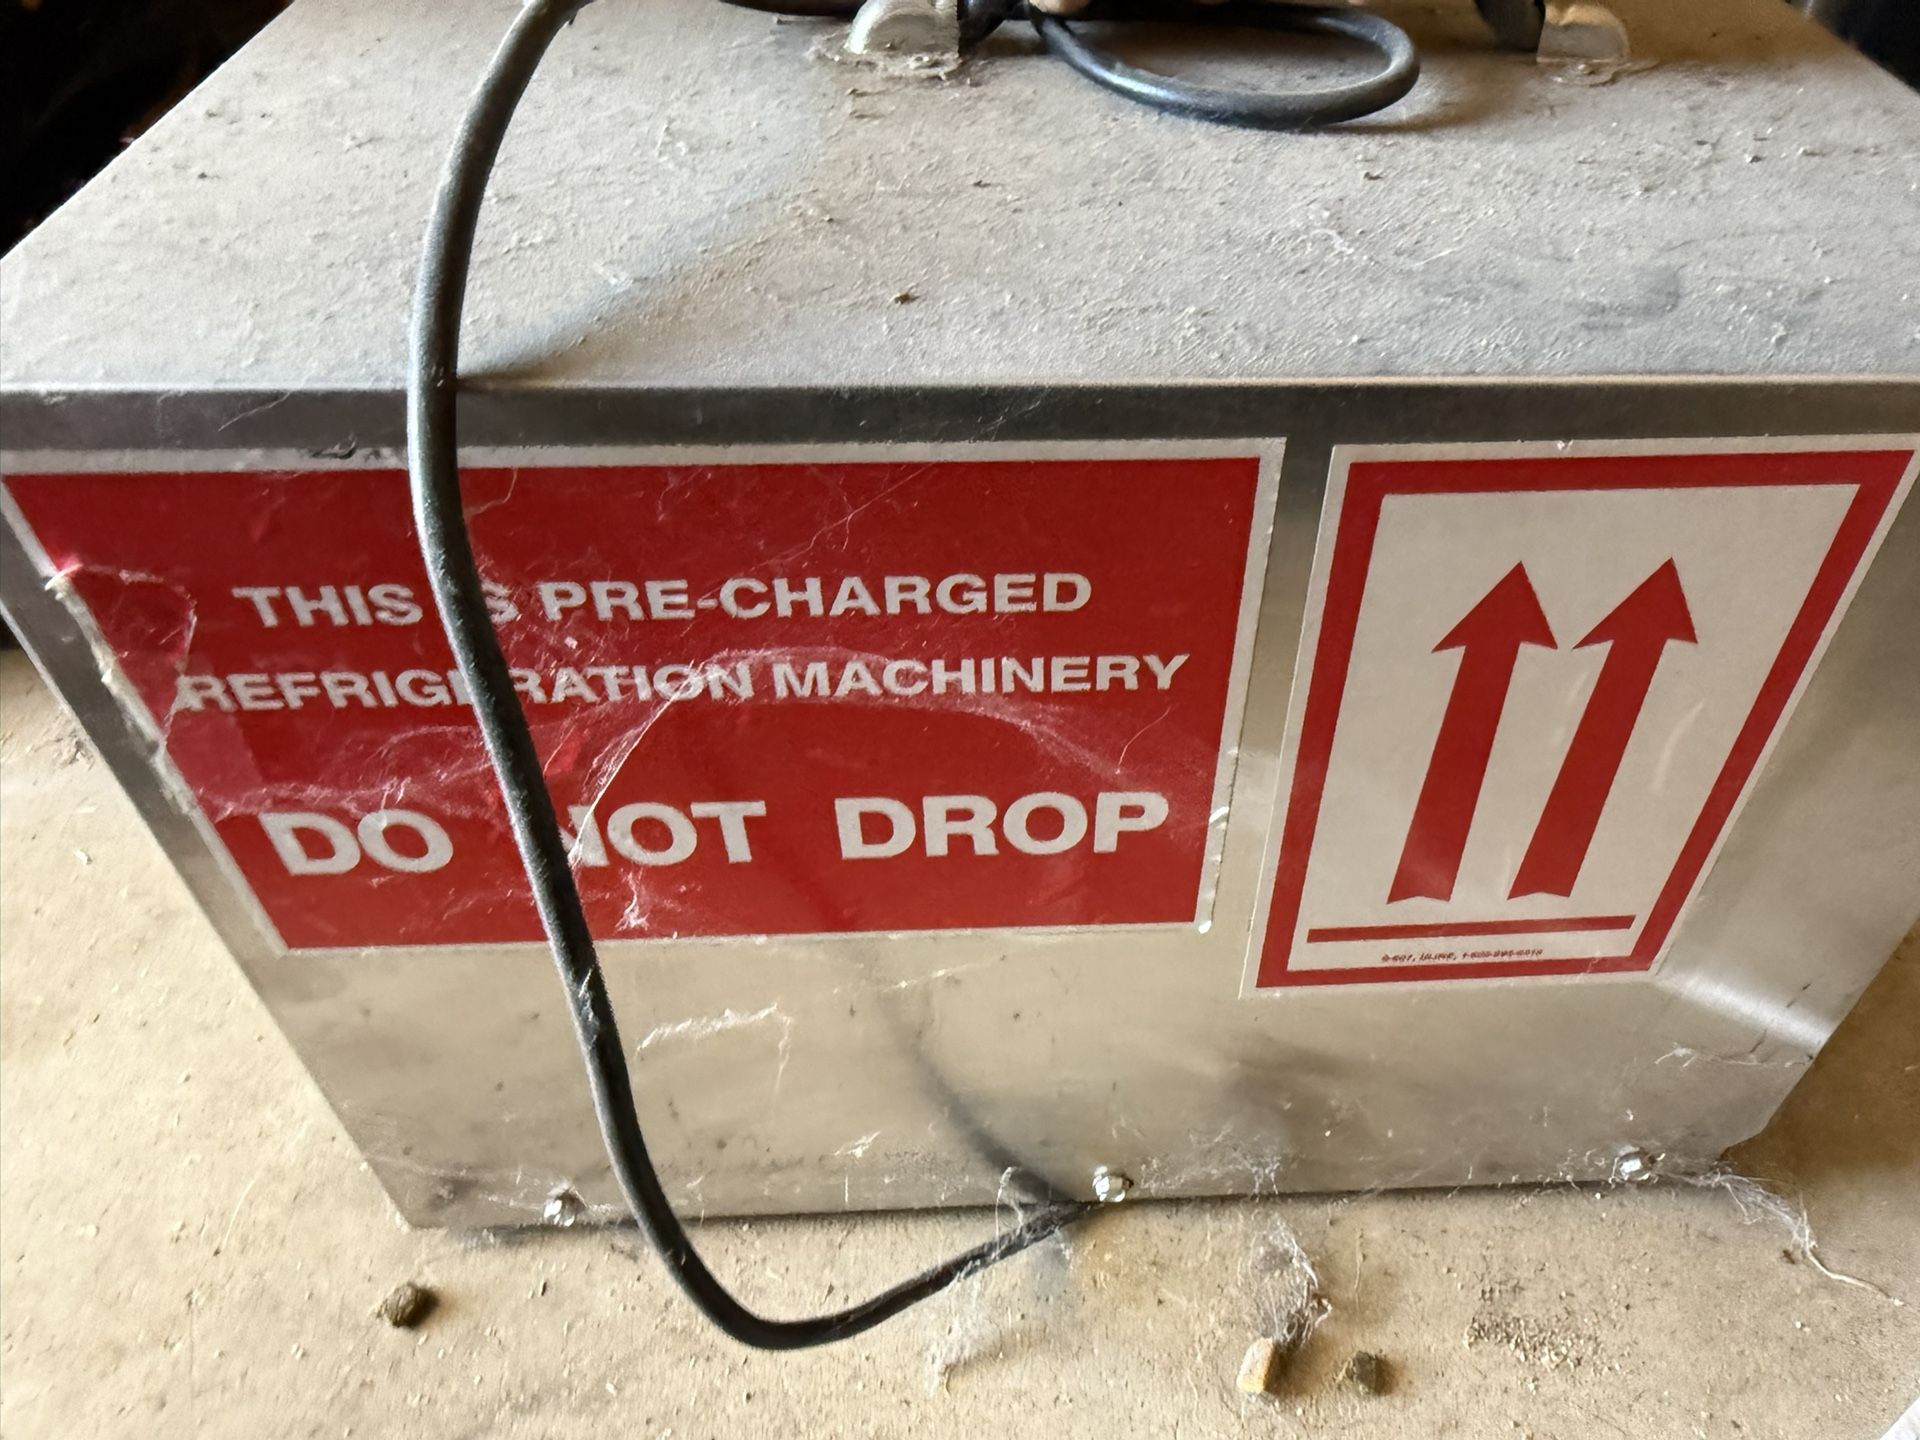 THIS IS PRE-CHARGED
REFRIGERATION MACHINERY
DO NOT DROP